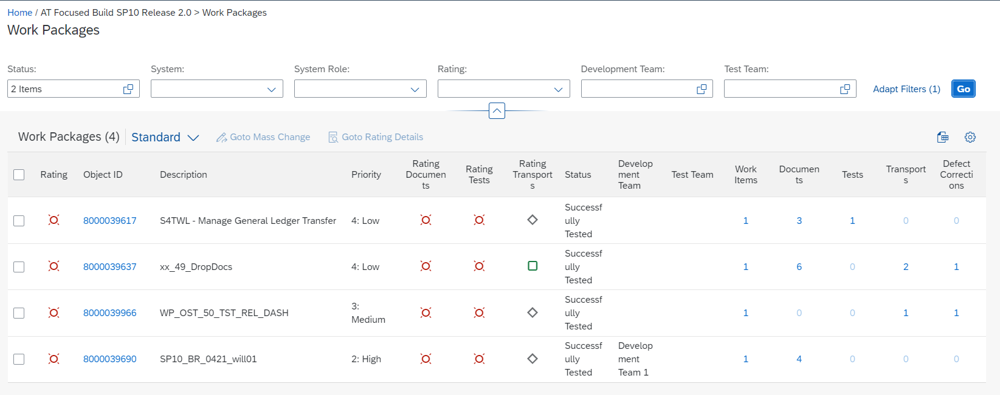 Home / AT Focused Build SP10 Release 2.0 > Work Packages
Work Packages
Status: System: System Role: Rating: Development Team: Test Team:
2 Items Adapt Filters (1) Go
Work Packages (4) Standard Goto Mass Change Goto Rating Details
Rating Object ID Description Priority Rating Documents Rating Tests Rating Transports Status Development Team Test Team Work Items Documents Tests Transports Defect Corrections
8000039617 S4TWL - Manage General Ledger Transfer 4: Low Successfully Tested 1 3 1 0 0
8000039637 xx_49_DropDocs 4: Low Successfully Tested 1 6 0 2 1
8000039966 WP_OST_50_TST_REL_DASH 3: Medium Successfully Tested 1 0 0 1 1
8000039690 SP10_BR_0421_will01 2: High Successfully Tested Development Team 1 1 4 0 0 0